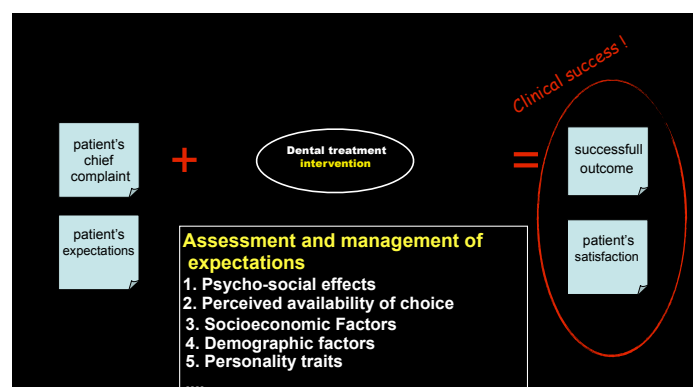 Clinical success !
patient's
chief
complaint
+
Dental treatment
intervention
=
successfull
outcome
patient's
expectations
patient's
satisfaction
Assessment and management of
expectations
1. Psycho-social effects
2. Perceived availability of choice
3. Socioeconomic Factors
4. Demographic factors
5. Personality traits
....